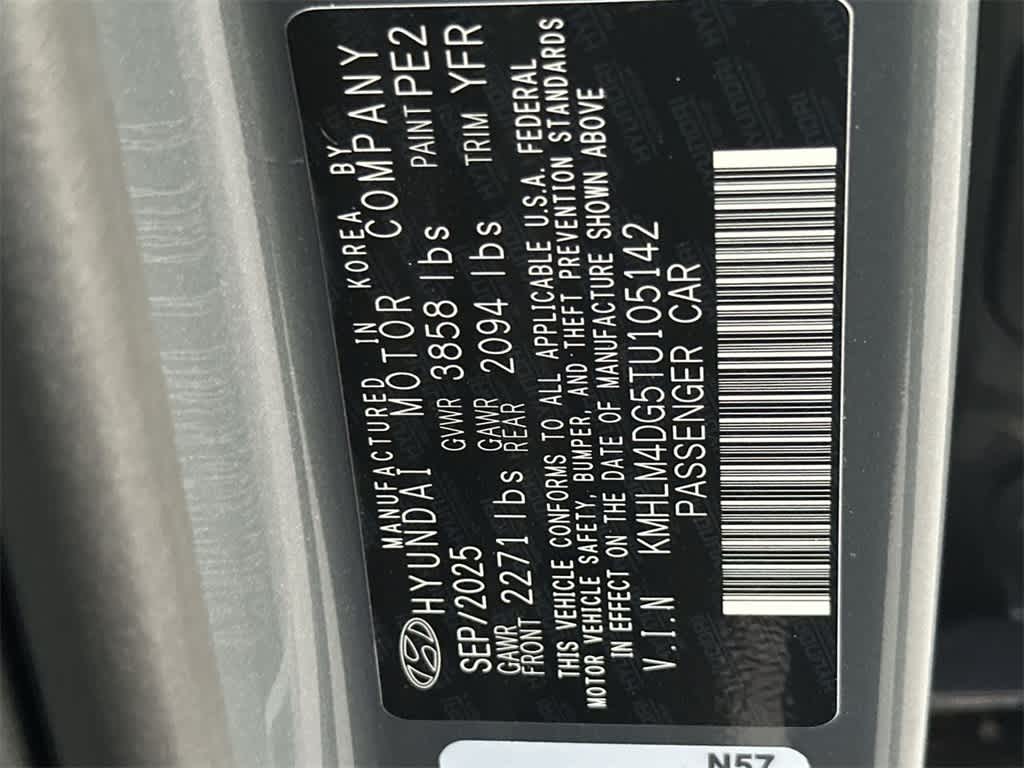 MANUFACTURED IN KOREA BY
HYUNDAI MOTOR COMPANY
SEP/2025 GVWR 3858 lbs PAINT PE2
GAWR FRONT 2271 lbs GAWR REAR 2094 lbs TRIM YFR
THIS VEHICLE CONFORMS TO ALL APPLICABLE U.S.A. FEDERAL
MOTOR VEHICLE SAFETY, BUMPER, AND THEFT PREVENTION STANDARDS
IN EFFECT ON THE DATE OF MANUFACTURE SHOWN ABOVE
V.I.N KMHLM4DG5TU105142
PASSENGER CAR
N57